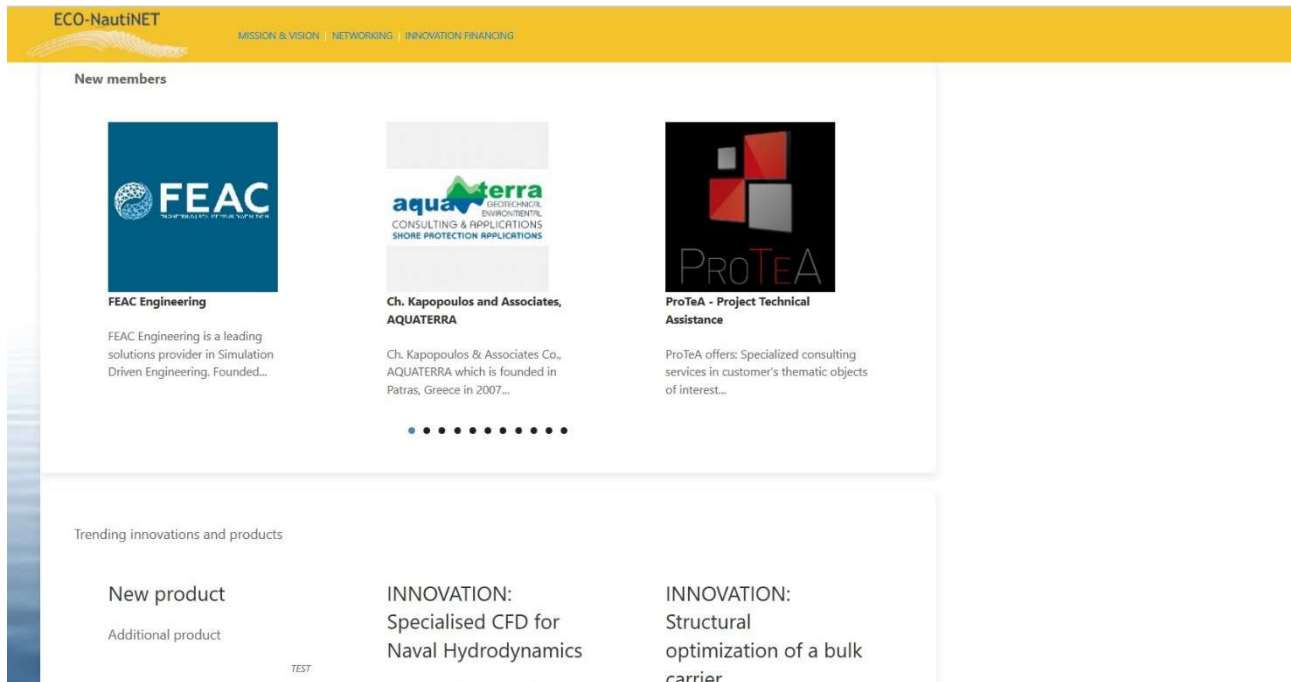 ECO-NautiNET
MISSION & VISION | NETWORKING | INNOVATION FINANCING
New members
FEAC
aquaterra
GEOTECHNICAL
ENVIRONMENTAL
CONSULTING & APPLICATIONS
SHORE PROTECTION APPLICATIONS
PROTEA
FEAC Engineering
FEAC Engineering is a leading
solutions provider in Simulation
Driven Engineering. Founded...
Ch. Kapopoulos and Associates,
AQUATERRA
Ch. Kapopoulos & Associates Co.,
AQUATERRA which is founded in
Patras, Greece in 2007...
ProTeA - Project Technical
Assistance
ProTeA offers: Specialized consulting
services in customer's thematic objects
of interest...
Trending innovations and products
New product
Additional product
TEST
INNOVATION:
Specialised CFD for
Naval Hydrodynamics
INNOVATION:
Structural
optimization of a bulk
carrier